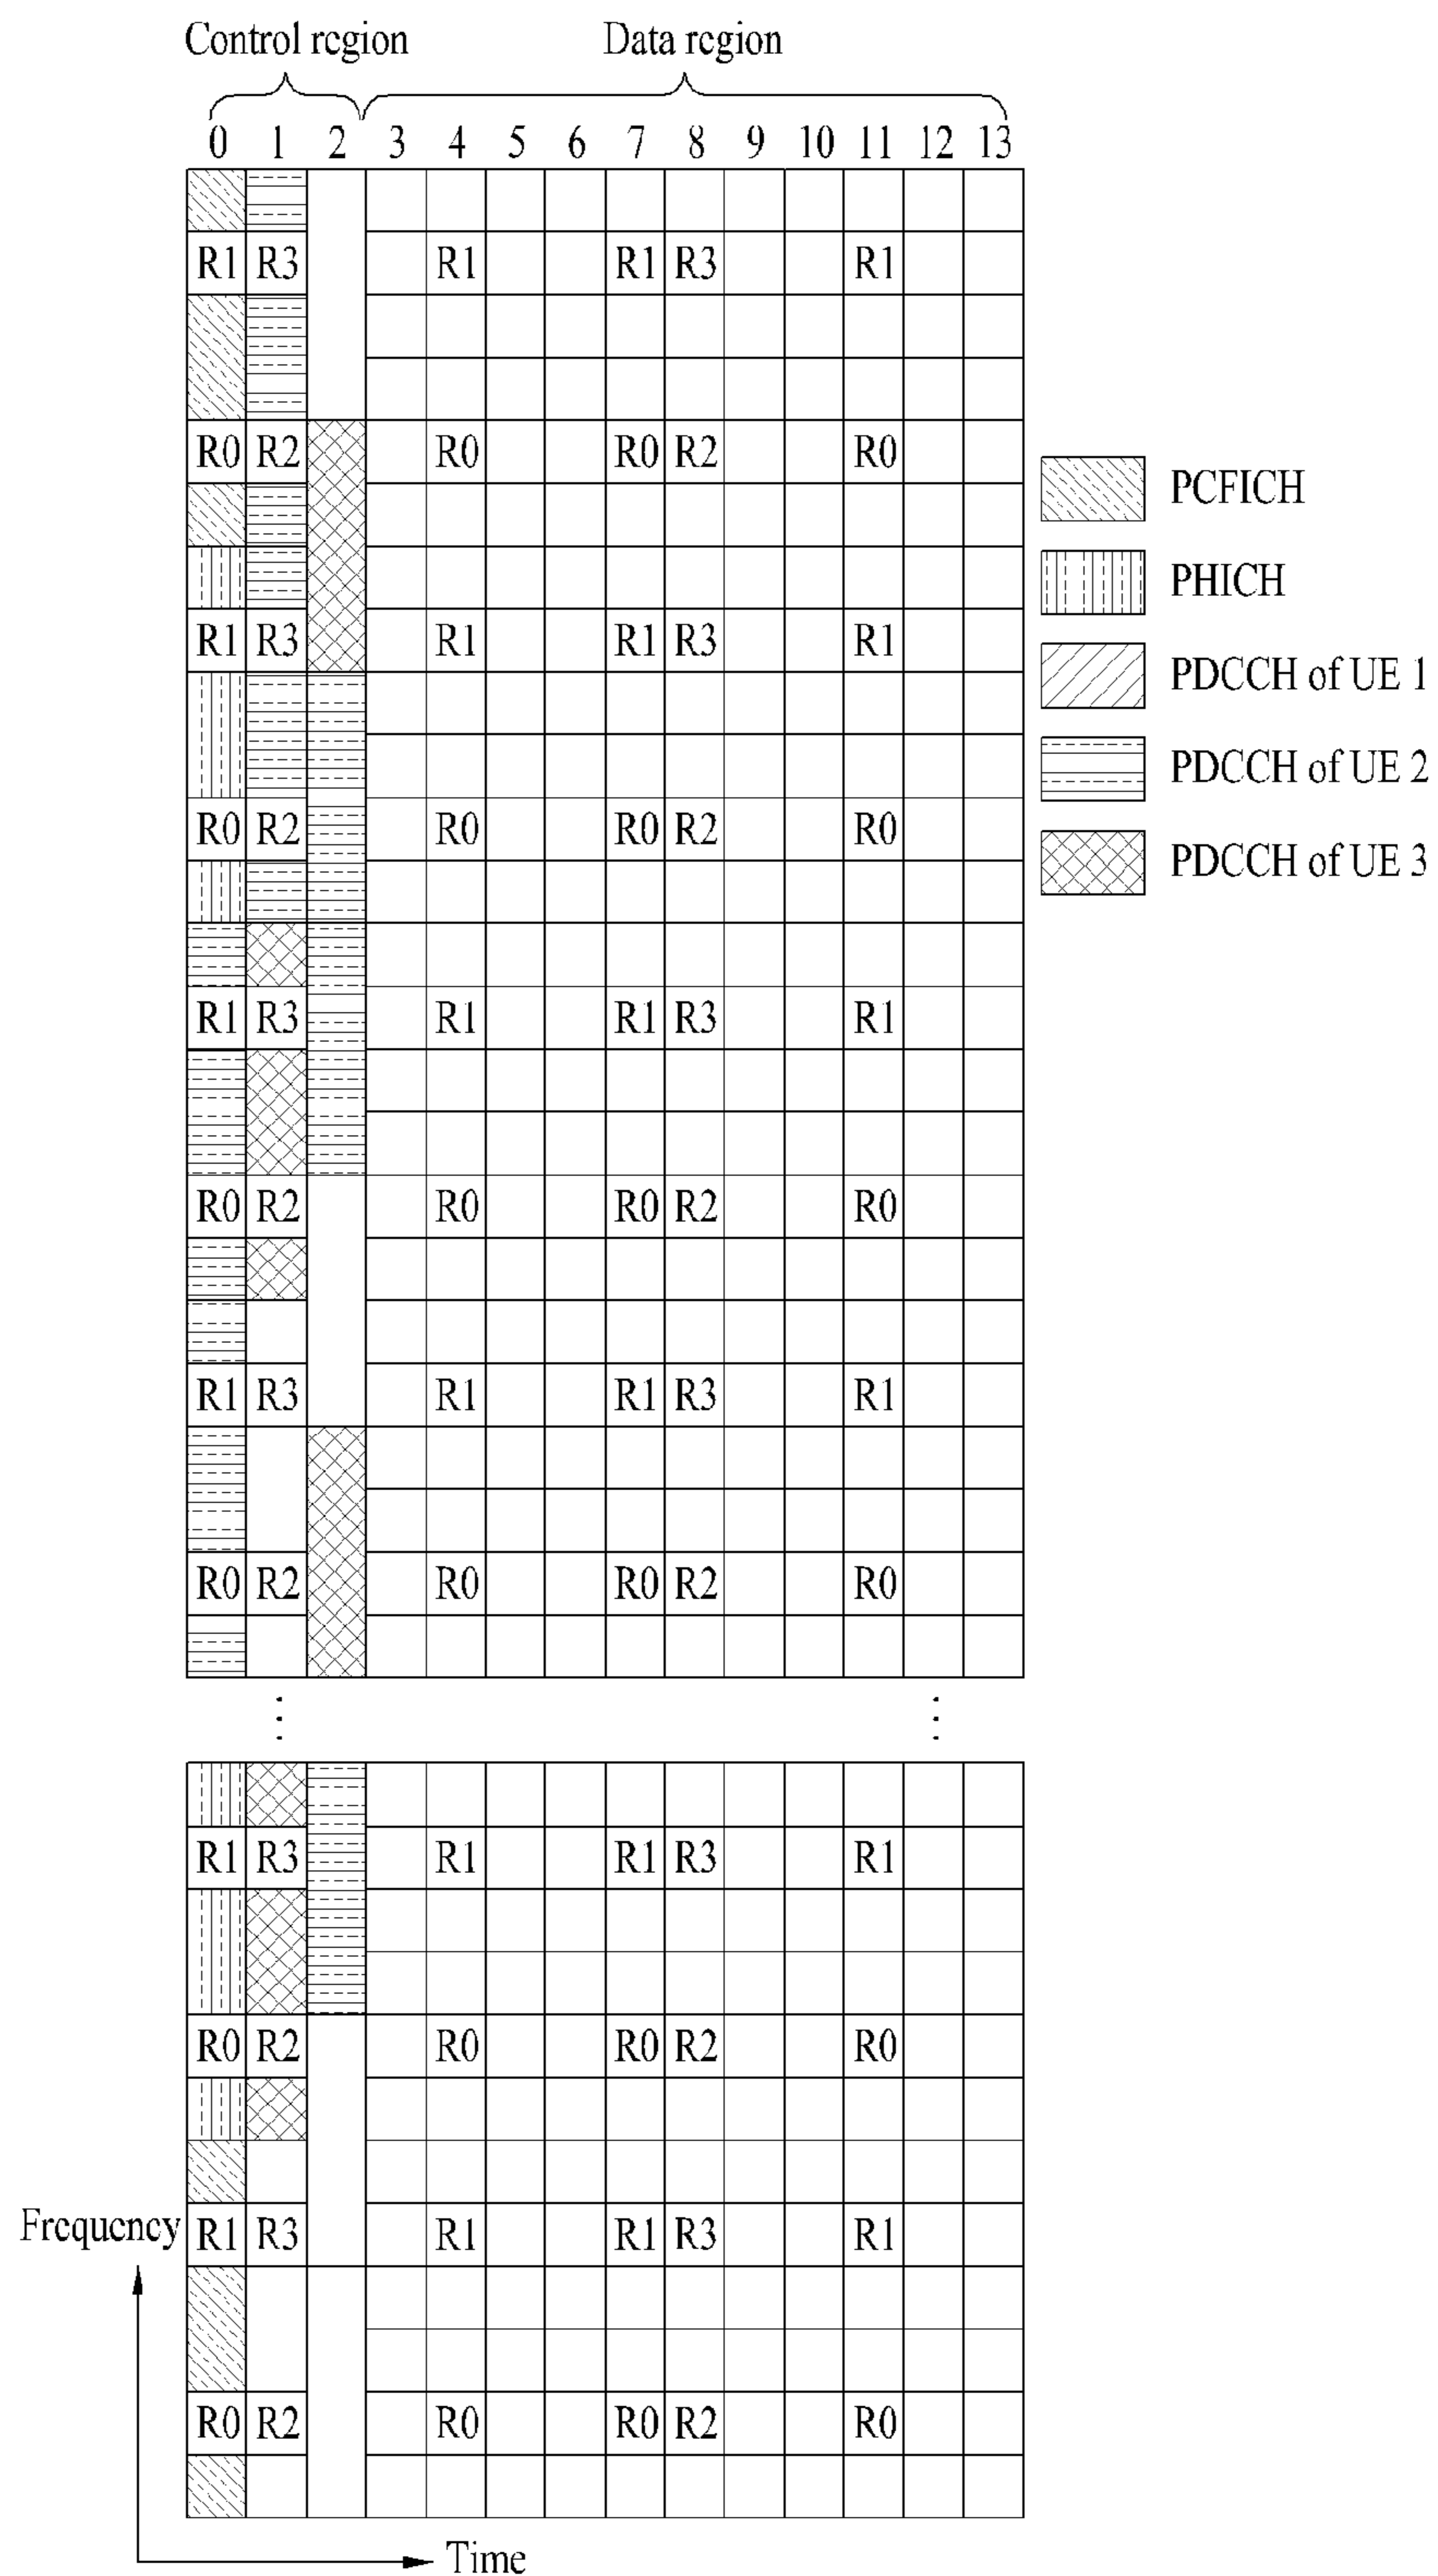 Control region Data region
0 1 2 3 4 5 6 7 8 9 10 11 12 13
R1 R3 R1 R1 R3 R1
R0 R2 R0 R0 R2 R0
R1 R3 R1 R1 R3 R1
R0 R2 R0 R0 R2 R0
R1 R3 R1 R1 R3 R1
R0 R2 R0 R0 R2 R0
R1 R3 R1 R1 R3 R1
R0 R2 R0 R0 R2 R0
R1 R3 R1 R1 R3 R1
R0 R2 R0 R0 R2 R0
R1 R3 R1 R1 R3 R1
R0 R2 R0 R0 R2 R0
PCFICH
PHICH
PDCCH of UE 1
PDCCH of UE 2
PDCCH of UE 3
Frequency
Time